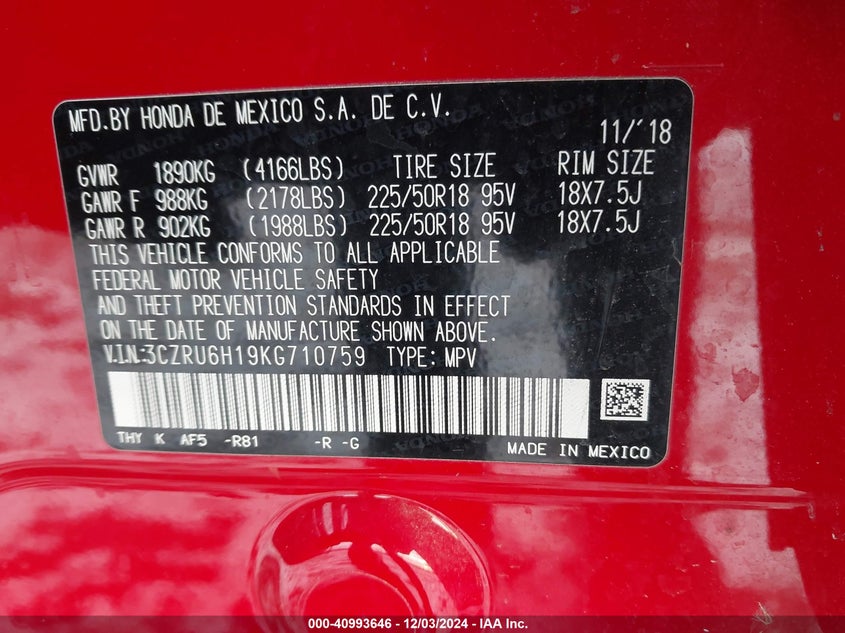 MFD.BY HONDA DE MEXICO S.A. DE C.V.
11/'18
GVWR 1890KG (4166LBS) TIRE SIZE RIM SIZE
GAWR F 988KG (2178LBS) 225/50R18 95V 18X7.5J
GAWR R 902KG (1988LBS) 225/50R18 95V 18X7.5J
THIS VEHICLE CONFORMS TO ALL APPLICABLE
FEDERAL MOTOR VEHICLE SAFETY
AND THEFT PREVENTION STANDARDS IN EFFECT
ON THE DATE OF MANUFACTURE SHOWN ABOVE.
V.I.N.:3CZRU6H19KG710759 TYPE: MPV
THY K AF5 -R81 -R -G
MADE IN MEXICO
000-40993646 - 12/03/2024 - IAA Inc.